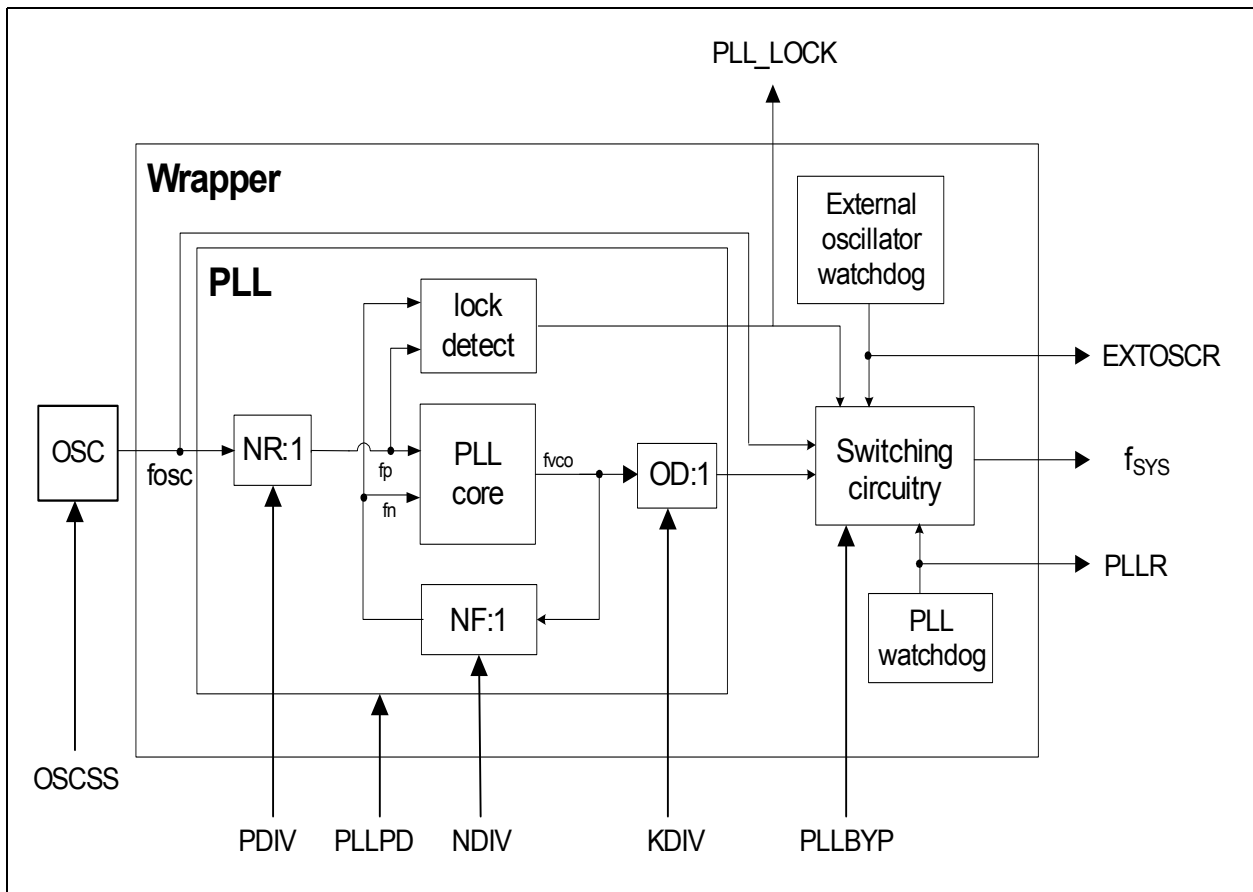 PLL_LOCK
Wrapper
External
oscillator
watchdog
PLL
lock
detect
EXTOSCR
OSC
fosc
NR:1
fp
fn
PLL
core
fvco
OD:1
Switching
circuitry
fSYS
NF:1
PLLR
PLL
watchdog
OSCSS
PDIV
PLLPD
NDIV
KDIV
PLLBYP